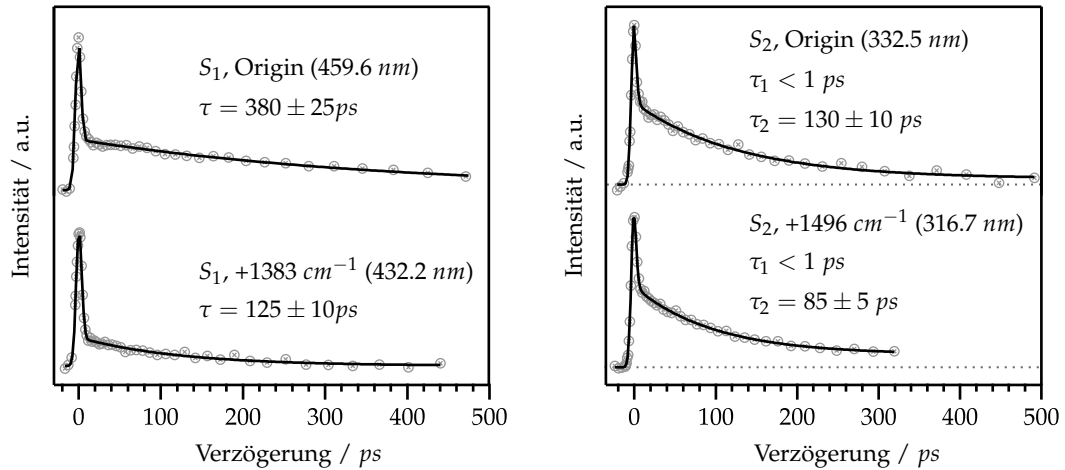 Intensität / a.u.
S₁, Origin (459.6 nm)
τ = 380 ± 25ps
S₁, +1383 cm⁻¹ (432.2 nm)
τ = 125 ± 10ps
0 100 200 300 400 500
Verzögerung / ps
Intensität / a.u.
S₂, Origin (332.5 nm)
τ₁ < 1 ps
τ₂ = 130 ± 10 ps
S₂, +1496 cm⁻¹ (316.7 nm)
τ₁ < 1 ps
τ₂ = 85 ± 5 ps
0 100 200 300 400 500
Verzögerung / ps